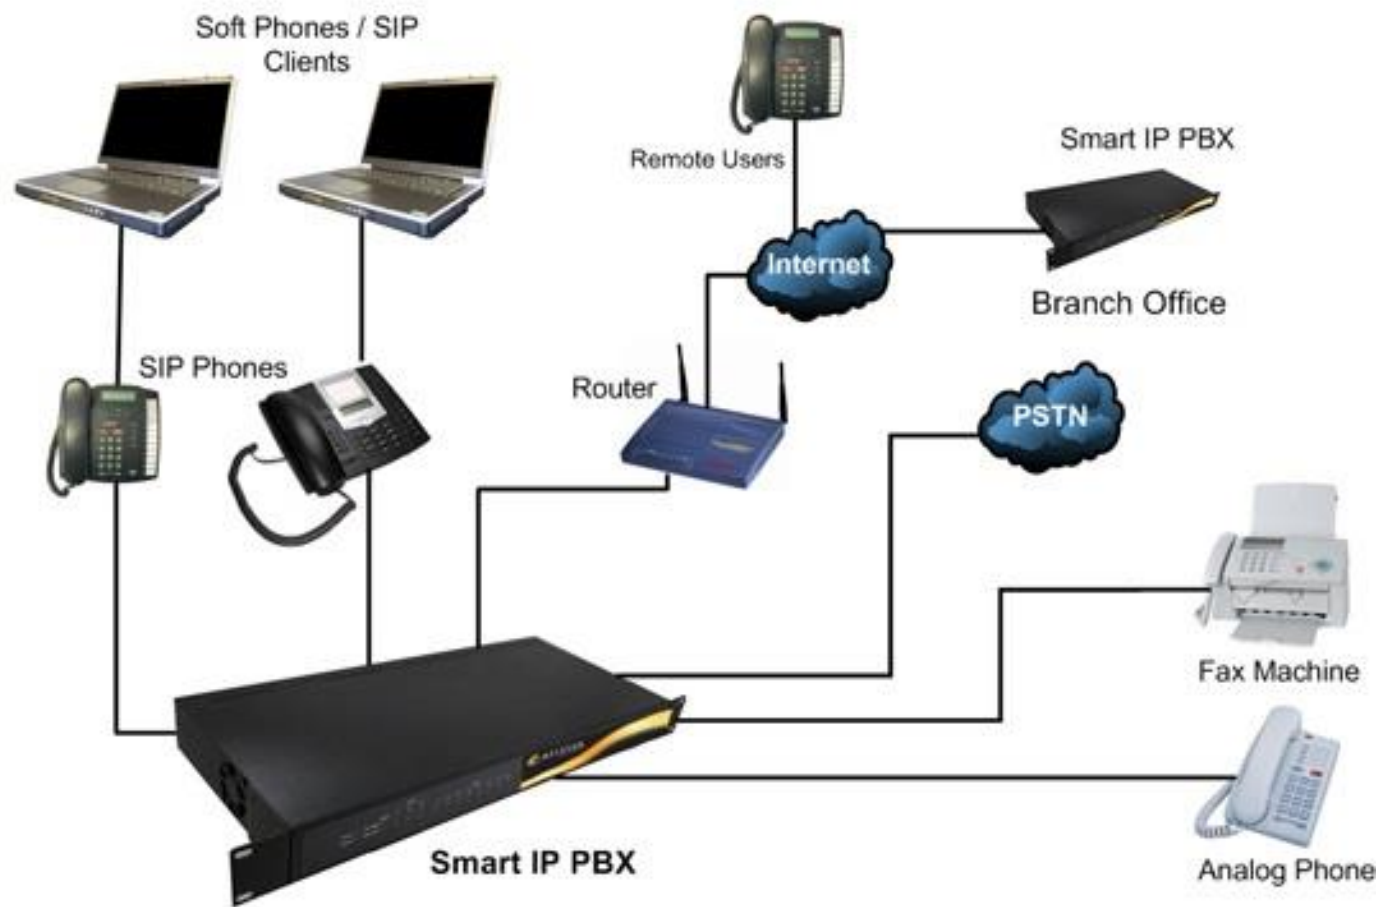 Soft Phones / SIP
Clients
Remote Users
Smart IP PBX
Internet
Branch Office
SIP Phones
Router
PSTN
Fax Machine
Smart IP PBX
Analog Phone